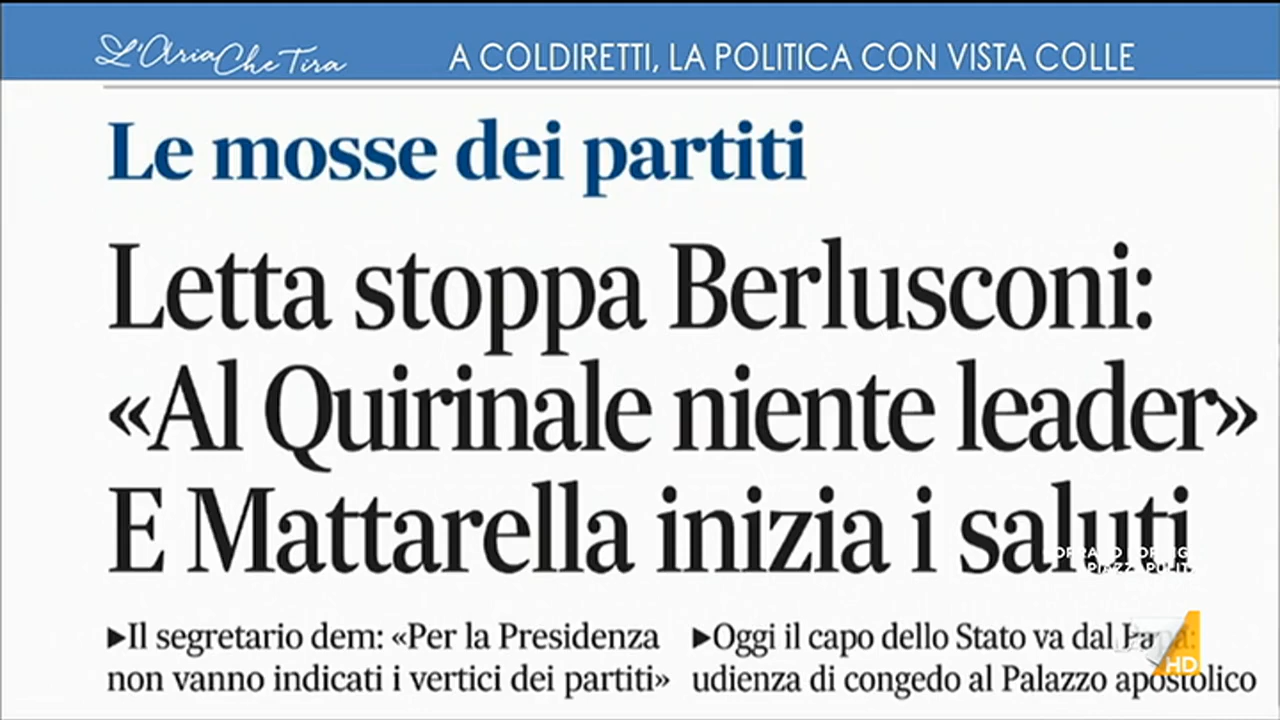 L'Aria Che Tira
A COLDIRETTI, LA POLITICA CON VISTA COLLE
Le mosse dei partiti
Letta stoppa Berlusconi:
«Al Quirinale niente leader»
E Mattarella inizia i saluti
▶Il segretario dem: «Per la Presidenza
non vanno indicati i vertici dei partiti»
▶Oggi il capo dello Stato va dal Papa:
udienza di congedo al Palazzo apostolico
HD